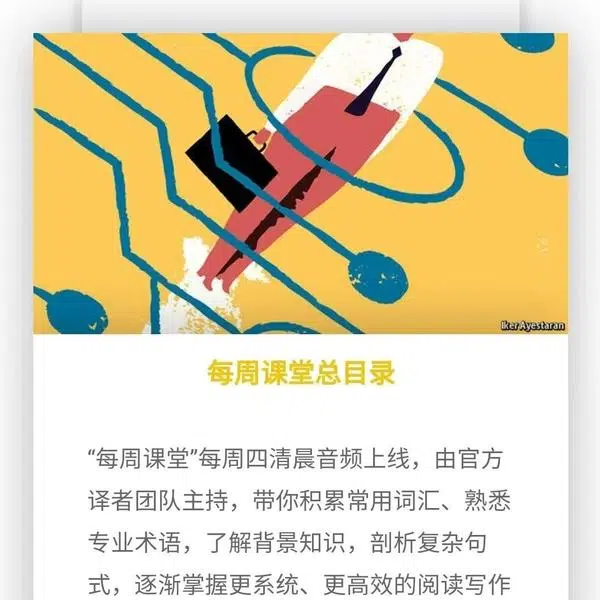 Iker Ayestaran
每周课堂总目录
“每周课堂”每周四清晨音频上线，由官方
译者团队主持，带你积累常用词汇、熟悉
专业术语，了解背景知识，剖析复杂句
式，逐渐掌握更系统、更高效的阅读写作